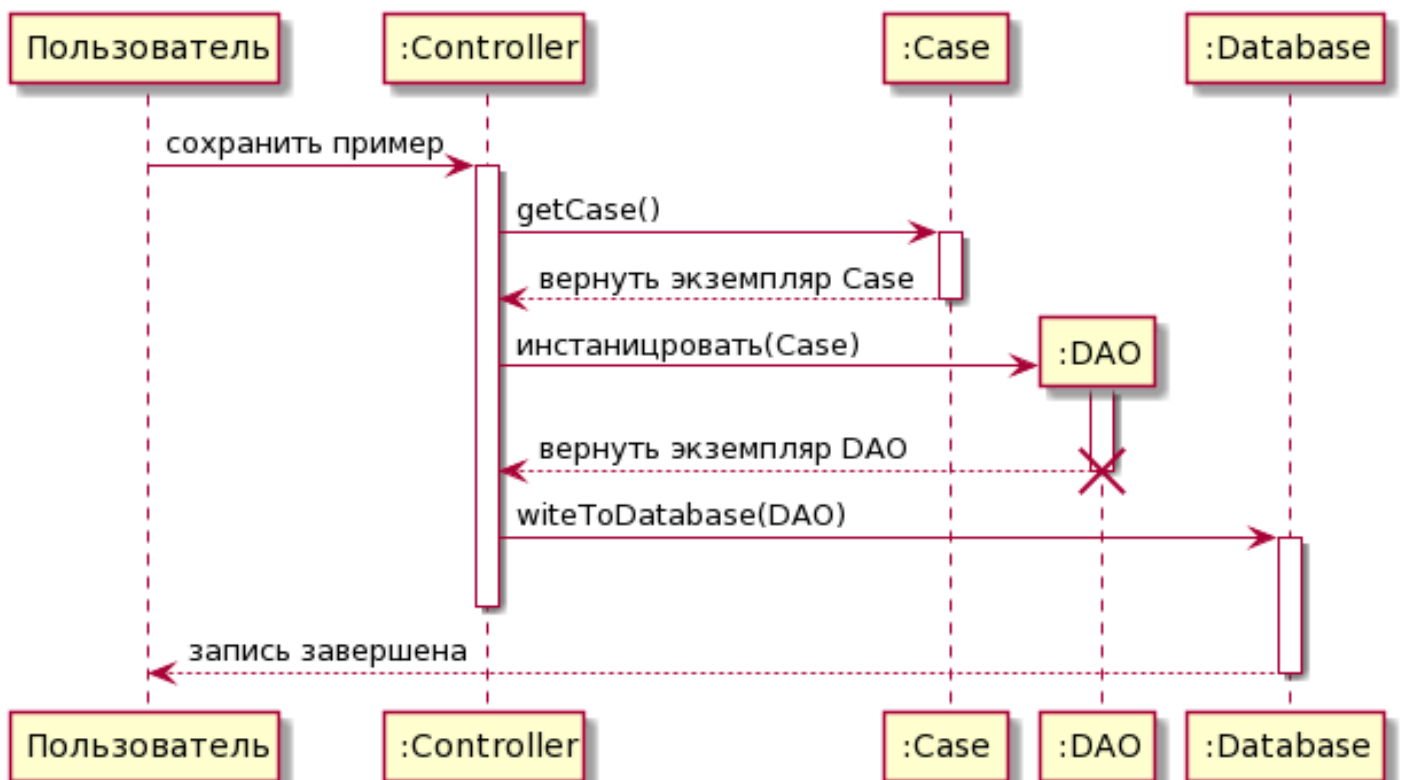 Пользователь
:Controller
:Case
:Database
сохранить пример
getCase()
вернуть экземпляр Case
инстаницровать(Case)
:DAO
вернуть экземпляр DAO
witeToDatabase(DAO)
запись завершена
Пользователь
:Controller
:Case
:DAO
:Database